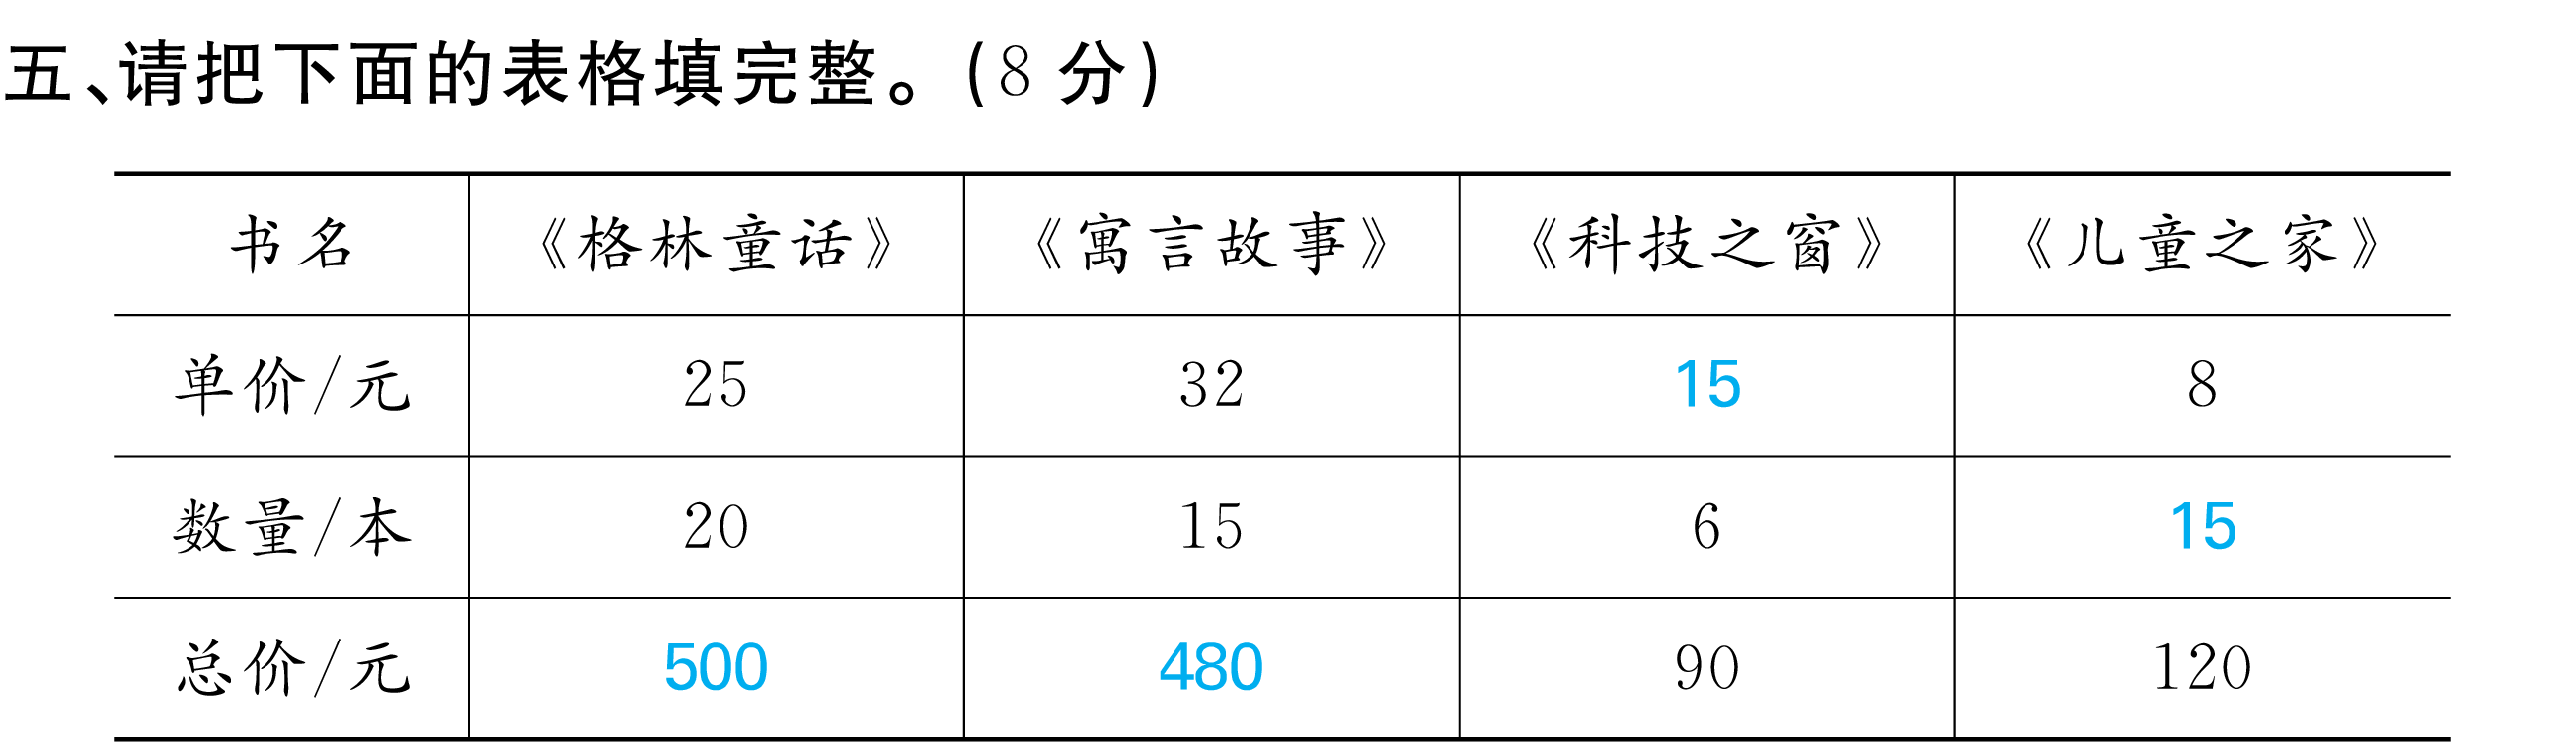 五、请把下面的表格填完整。(8 分)
书名 《格林童话》 《寓言故事》 《科技之窗》 《儿童之家》
单价/元 25 32 15 8
数量/本 20 15 6 15
总价/元 500 480 90 120